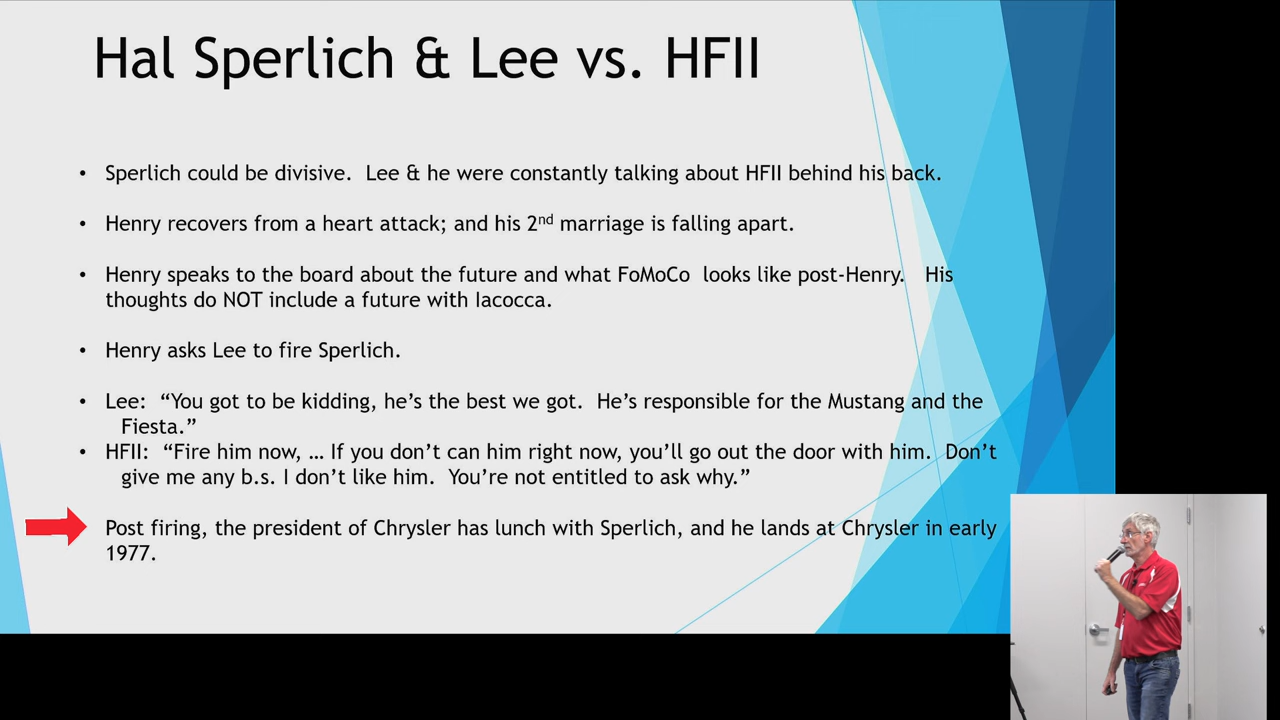 Hal Sperlich & Lee vs. HFII
• Sperlich could be divisive.  Lee & he were constantly talking about HFII behind his back.
• Henry recovers from a heart attack; and his 2nd marriage is falling apart.
• Henry speaks to the board about the future and what FoMoCo  looks like post-Henry.   His
thoughts do NOT include a future with Iacocca.
• Henry asks Lee to fire Sperlich.
• Lee:  “You got to be kidding, he’s the best we got.  He’s responsible for the Mustang and the
Fiesta.”
• HFII:  “Fire him now, … If you don’t can him right now, you’ll go out the door with him.  Don’t
give me any b.s. I don’t like him.  You’re not entitled to ask why.”
Post firing, the president of Chrysler has lunch with Sperlich, and he lands at Chrysler in early
1977.